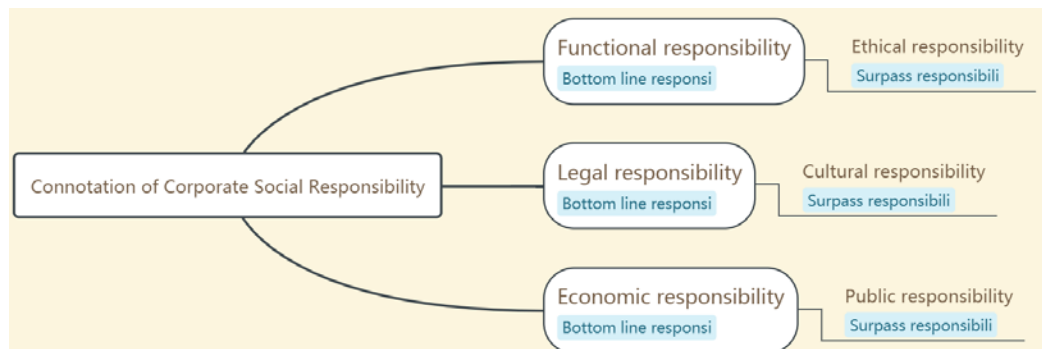 Functional responsibility
Bottom line responsi
Ethical responsibility
Surpass responsibili
Connotation of Corporate Social Responsibility
Legal responsibility
Bottom line responsi
Cultural responsibility
Surpass responsibili
Economic responsibility
Bottom line responsi
Public responsibility
Surpass responsibili